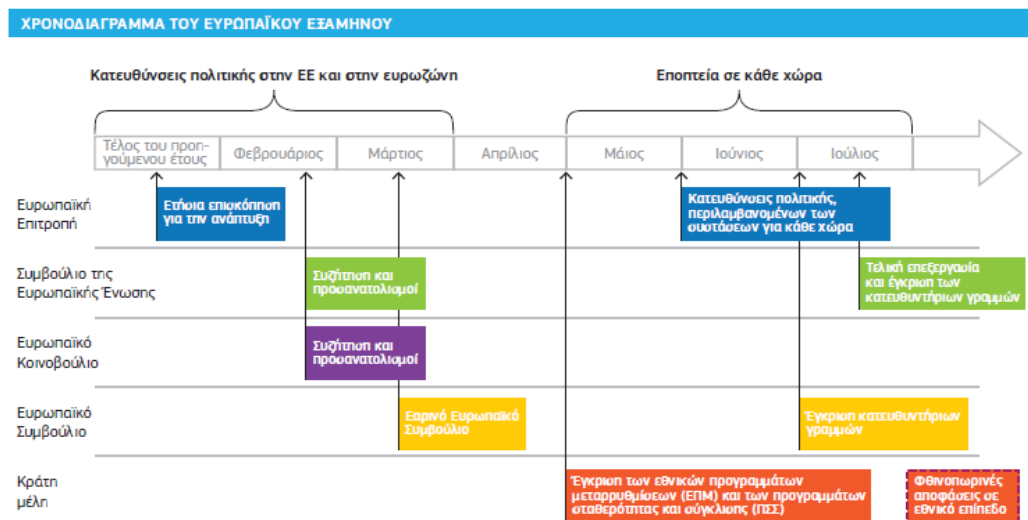 ΧΡΟΝΟΔΙΑΓΡΑΜΜΑ ΤΟΥ ΕΥΡΩΠΑΪΚΟΥ ΕΞΑΜΗΝΟΥ
Κατευθύνσεις πολιτικής στην ΕΕ και στην ευρωζώνη
Εποπτεία σε κάθε χώρα
Τέλος του προη-
γούμενου έτους
Φεβρουάριος
Μάρτιος
Απρίλιος
Μάιος
Ιούνιος
Ιούλιος
Ευρωπαϊκή
Επιτροπή
Ετήσια επισκόπηση
για την ανάπτυξη
Κατευθύνσεις πολιτικής,
περιλαμβανομένων των
συστάσεων για κάθε χώρα
Συμβούλιο της
Ευρωπαϊκής Ένωσης
Συζήτηση και
προσανατολισμοί
Τελική επεξεργασία
και έγκριση των
κατευθυντήριων γραμμών
Ευρωπαϊκό
Κοινοβούλιο
Συζήτηση και
προσανατολισμοί
Ευρωπαϊκό
Συμβούλιο
Εαρινό Ευρωπαϊκό
Συμβούλιο
Έγκριση κατευθυντήριων
γραμμών
Κράτη
μέλη
Έγκριση των εθνικών προγραμμάτων
μεταρρυθμίσεων (ΕΠΜ) και των προγραμμάτων
σταθερότητας και σύγκλισης (ΠΣΣ)
Φθινοπωρινές
αποφάσεις σε
εθνικό επίπεδο